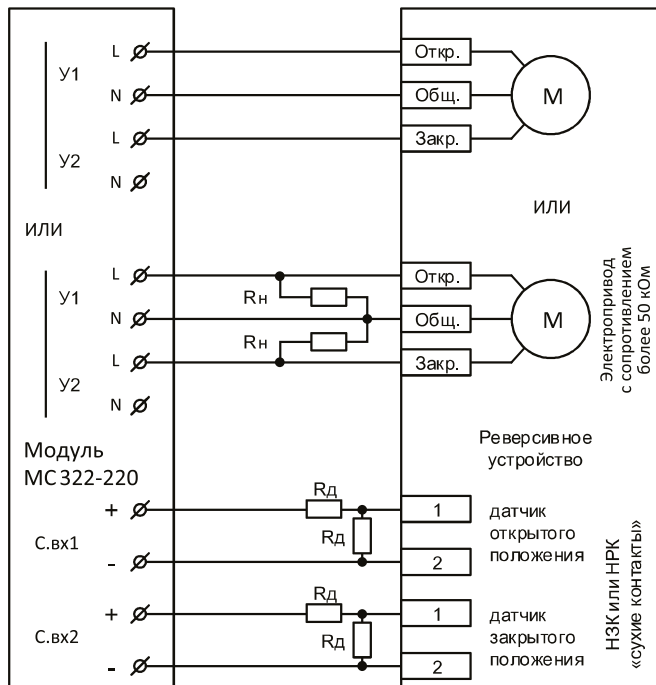 L
Откр.
У1
N
Общ.
M
L
Закр.
У2
N
ИЛИ
ИЛИ
L
Откр.
Rн
У1
N
Общ.
M
Rн
L
Закр.
У2
N
Электропривод
с сопротивлением
более 50 кОм
Модуль
МС322-220
Реверсивное
устройство
+
Rд
1
датчик
открытого
положения
С.вх1
Rд
-
2
+
Rд
1
датчик
закрытого
положения
С.вх2
Rд
-
2
НЗК или НРК
«сухие контакты»